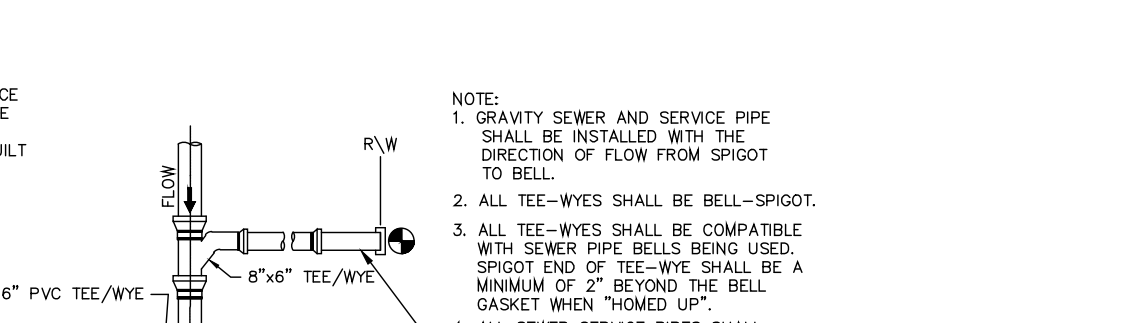 CE
E
UILT
R\W
FLOW
8"x6" TEE/WYE
6" PVC TEE/WYE
NOTE:
1. GRAVITY SEWER AND SERVICE PIPE
SHALL BE INSTALLED WITH THE
DIRECTION OF FLOW FROM SPIGOT
TO BELL.
2. ALL TEE-WYES SHALL BE BELL-SPIGOT.
3. ALL TEE-WYES SHALL BE COMPATIBLE
WITH SEWER PIPE BELLS BEING USED.
SPIGOT END OF TEE-WYE SHALL BE A
MINIMUM OF 2" BEYOND THE BELL
GASKET WHEN "HOMED UP".